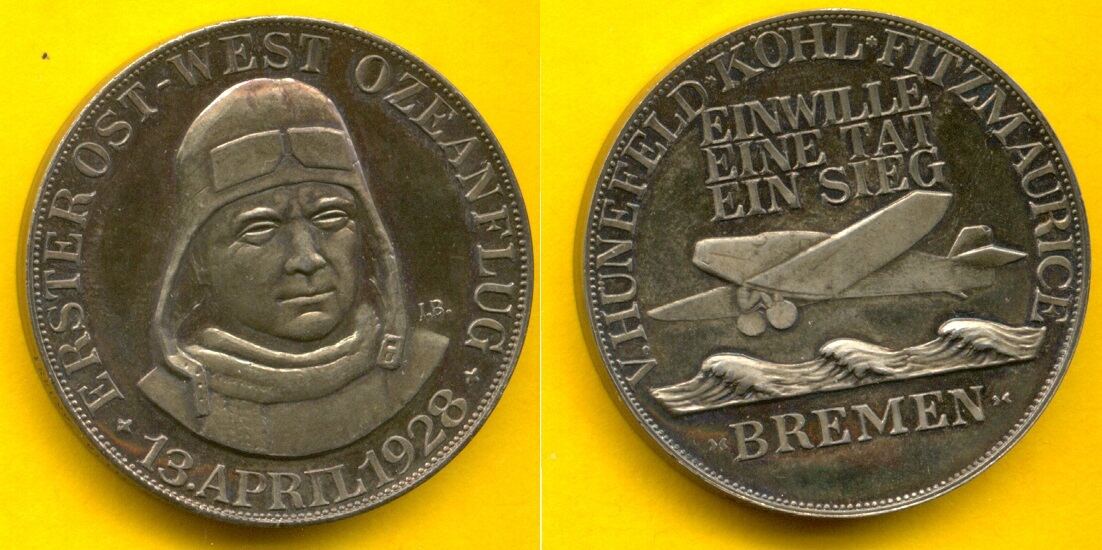 ERSTER OST-WEST OZEANFLUG
13. APRIL 1928
I.B.
V. HUNEFELD * KÖHL * FITZMAURICE
EIN WILLE
EINE TAT
EIN SIEG
BREMEN